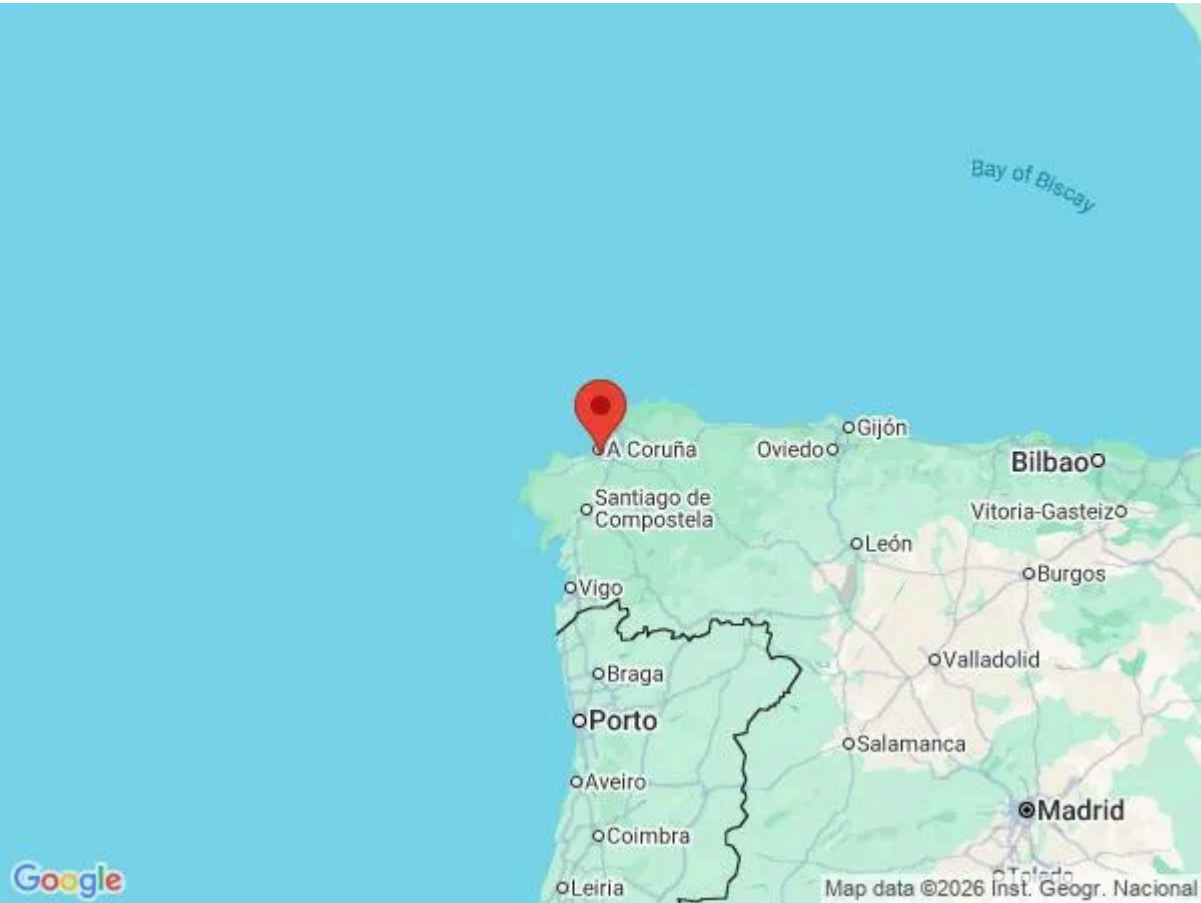 Bay of Biscay
Gijón
A Coruña
Oviedo
Bilbao
Santiago de
Compostela
Vitoria-Gasteiz
León
Burgos
Vigo
Valladolid
Braga
Porto
Salamanca
Aveiro
Madrid
Coimbra
Toledo
Google
Leiria
Map data ©2026 Inst. Geogr. Nacional